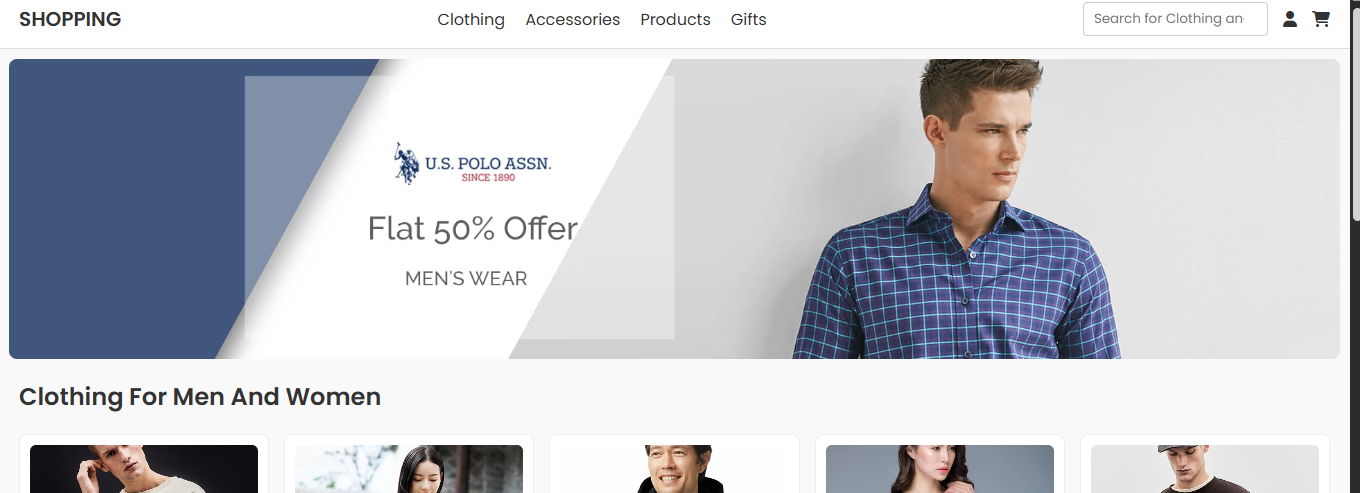 SHOPPING
Clothing Accessories Products Gifts
Search for Clothing an
U.S. POLO ASSN.
SINCE 1890
Flat 50% Offer
MEN'S WEAR
Clothing For Men And Women